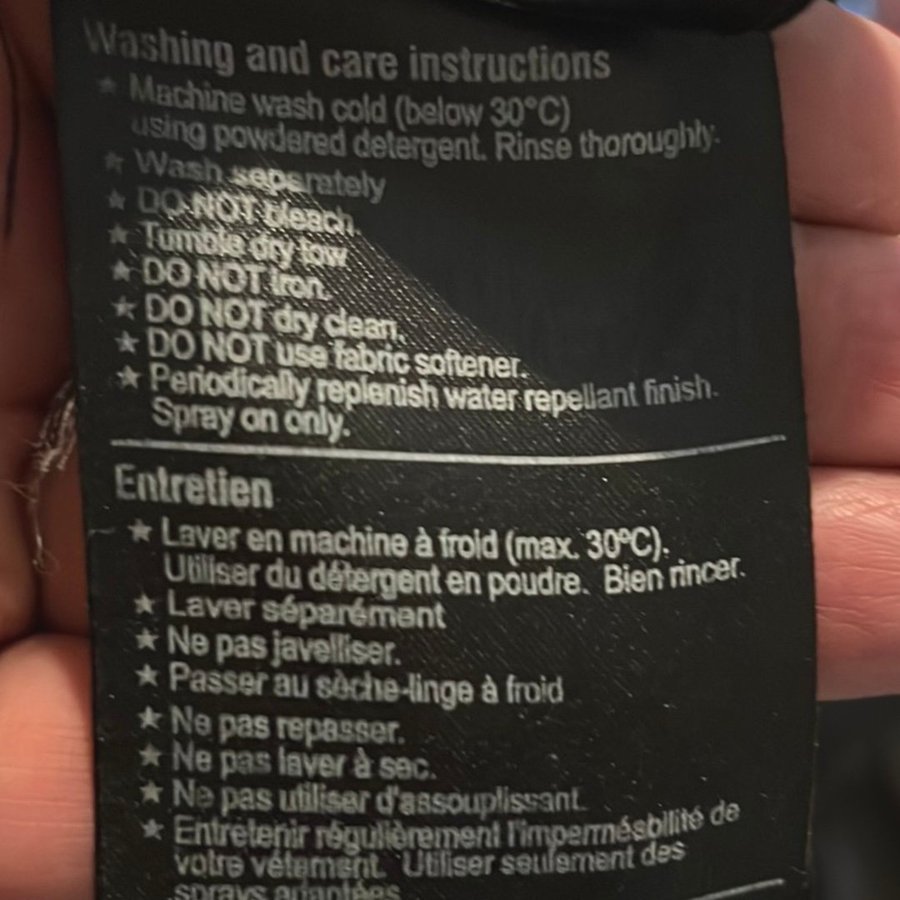 Washing and care instructions
★ Machine wash cold (below 30°C)
using powdered detergent. Rinse thoroughly.
★ Wash separately
★ DO NOT bleach.
★ Tumble dry low
★ DO NOT iron.
★ DO NOT dry clean.
★ DO NOT use fabric softener.
★ Periodically replenish water repellant finish.
Spray on only.
Entretien
★ Laver en machine à froid (max. 30ºC).
Utiliser du détergent en poudre. Bien rincer.
★ Laver séparément
★ Ne pas javelliser.
★ Passer au sèche-linge à froid
★ Ne pas repasser.
★ Ne pas laver à sec.
★ Ne pas utiliser d'assouplissant.
★ Entretenir régulièrement l'imperméabilité de
votre vêtement. Utiliser seulement des
sprays adaptées